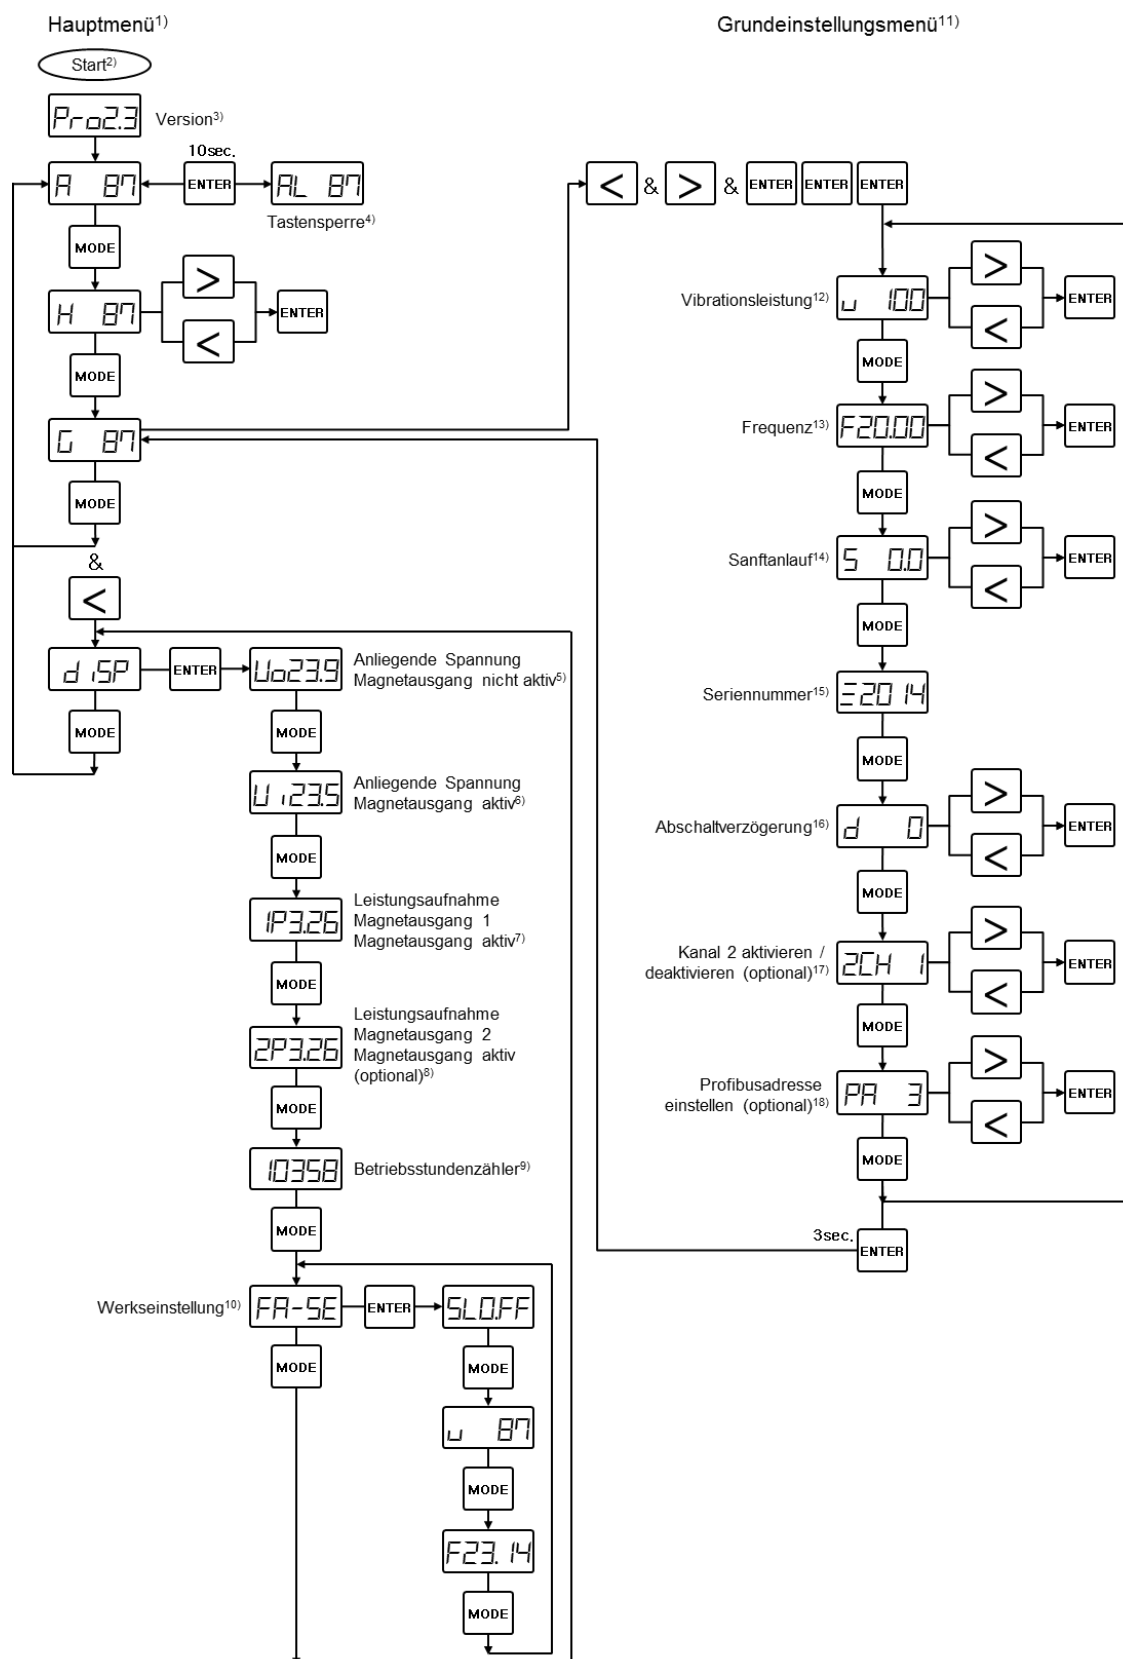 Hauptmenü1)
Start2)
Pro2.3
Version3)
10sec.
A 87
ENTER
AL 87
Tastensperre4)
MODE
H 87
>
<
ENTER
MODE
G 87
MODE
&
<
diSP
ENTER
Uo23.9
Anliegende Spannung
Magnetausgang nicht aktiv5)
MODE
MODE
Ui23.5
Anliegende Spannung
Magnetausgang aktiv6)
MODE
1P3.26
Leistungsaufnahme
Magnetausgang 1
Magnetausgang aktiv7)
MODE
2P3.26
Leistungsaufnahme
Magnetausgang 2
Magnetausgang aktiv
(optional)8)
MODE
10358
Betriebsstundenzähler9)
MODE
Werkseinstellung10)
FA-SE
ENTER
SLO.FF
MODE
MODE
u 87
MODE
F23.14
MODE
Grundeinstellungsmenü11)
< & > & ENTER ENTER ENTER
Vibrationsleistung12)
u 100
>
<
ENTER
MODE
Frequenz13)
F20.00
>
<
ENTER
MODE
Sanftanlauf14)
S 0.0
>
<
ENTER
MODE
Seriennummer15)
Ξ2014
MODE
Abschaltverzögerung16)
d 0
>
<
ENTER
MODE
Kanal 2 aktivieren /
deaktivieren (optional)17)
2CH 1
>
<
ENTER
MODE
Profibusadresse
einstellen (optional)18)
PA 3
>
<
ENTER
MODE
3sec.
ENTER